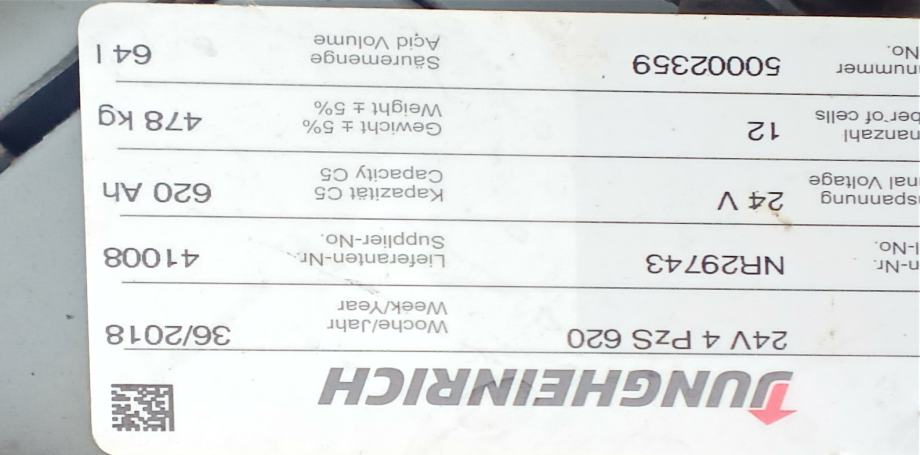 JUNGHEINRICH
24V 4 PzS 620 Woche/Jahr 36/2018
Week/Year
n-Nr. NR29743 Lieferanten-Nr. 41008
l-No. Supplier-No.
spannung 24 V Kapazität C5 620 Ah
nal Voltage Capacity C5
nanzahl 12 Gewicht ± 5% 478 kg
ber of cells Weight ± 5%
nnummer 50002359 Säuremenge 64 l
No. Acid Volume